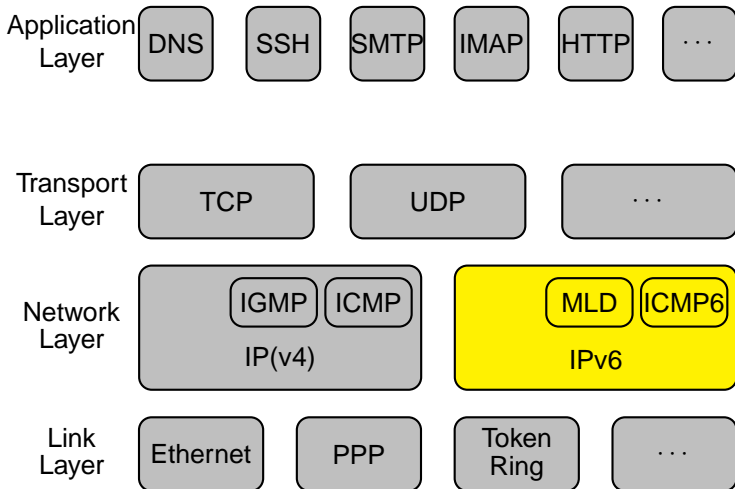 Application
Layer
DNS
SSH
SMTP
IMAP
HTTP
...
Transport
Layer
TCP
UDP
...
Network
Layer
IGMP
ICMP
IP(v4)
MLD
ICMP6
IPv6
Link
Layer
Ethernet
PPP
Token
Ring
...